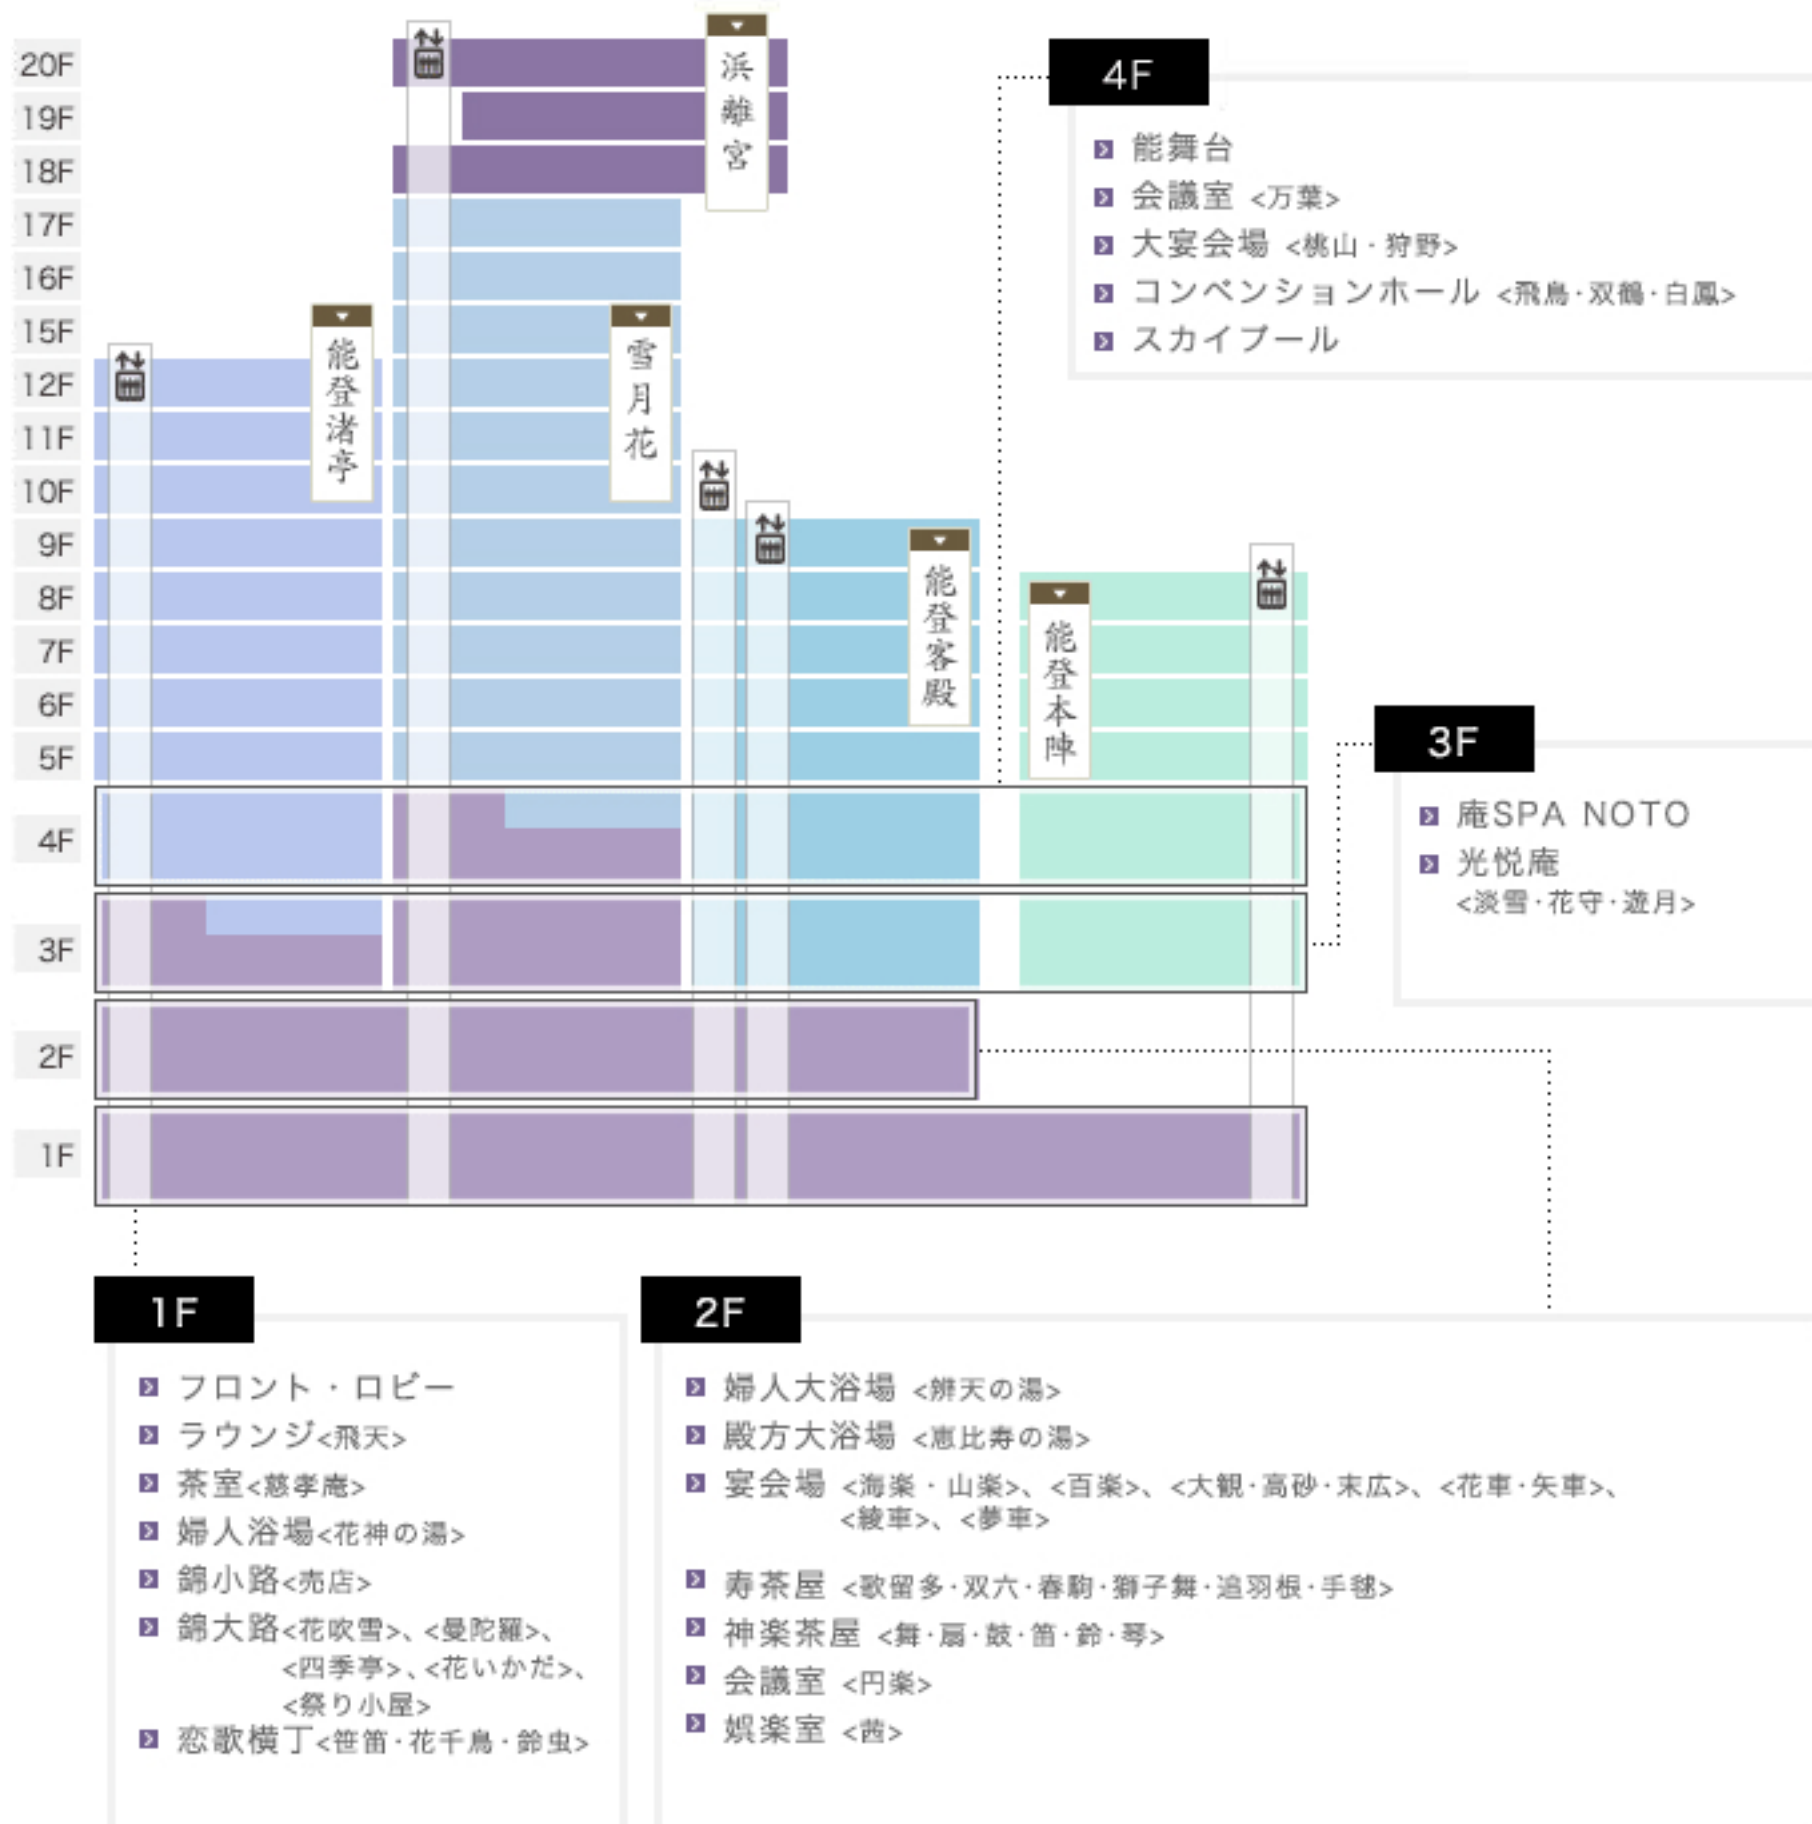 20F
19F
18F
17F
16F
15F
12F
11F
10F
9F
8F
7F
6F
5F
4F
3F
2F
1F
浜離宮
能登渚亭
雪月花
能登客殿
能登本陣
4F
能舞台
会議室 <万葉>
大宴会場 <桃山・狩野>
コンベンションホール <飛鳥・双鶴・白鳳>
スカイプール
3F
庵SPA NOTO
光悦庵
<淡雪・花守・遊月>
1F
フロント・ロビー
ラウンジ<飛天>
茶室<慈孝庵>
婦人浴場<花神の湯>
錦小路<売店>
錦大路<花吹雪>、<曼陀羅>、
<四季亭>、<花いかだ>、
<祭り小屋>
恋歌横丁<笹笛・花千鳥・鈴虫>
2F
婦人大浴場 <辨天の湯>
殿方大浴場 <恵比寿の湯>
宴会場 <海楽・山楽>、<百楽>、<大観・高砂・末広>、<花車・矢車>、
<綾車>、<夢車>
寿茶屋 <歌留多・双六・春駒・獅子舞・追羽根・手毬>
神楽茶屋 <舞・扇・鼓・笛・鈴・琴>
会議室 <円楽>
娯楽室 <茜>